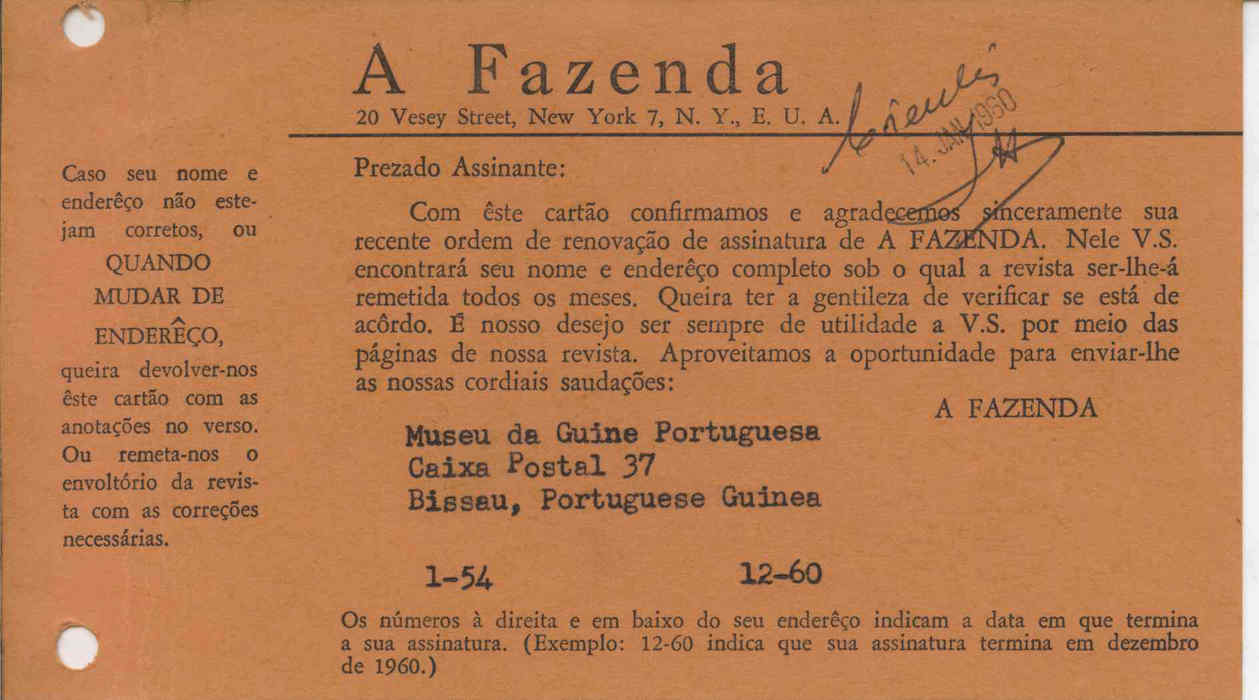 A Fazenda
20 Vesey Street, New York 7, N. Y., E. U. A.
14. JAN. 1960
Caso seu nome e
enderêço não este-
jam corretos, ou
QUANDO
MUDAR DE
ENDERÊÇO,
queira devolver-nos
êste cartão com as
anotações no verso.
Ou remeta-nos o
envoltório da revis-
ta com as correções
necessárias.
Prezado Assinante:
Com êste cartão confirmamos e agradecemos sinceramente sua
recente ordem de renovação de assinatura de A FAZENDA. Nele V.S.
encontrará seu nome e enderêço completo sob o qual a revista ser-lhe-á
remetida todos os meses. Queira ter a gentileza de verificar se está de
acôrdo. É nosso desejo ser sempre de utilidade a V.S. por meio das
páginas de nossa revista. Aproveitamos a oportunidade para enviar-lhe
as nossas cordiais saudações:
A FAZENDA
Museu da Guine Portuguesa
Caixa Postal 37
Bissau, Portuguese Guinea
1-54 12-60
Os números à direita e em baixo do seu enderêço indicam a data em que termina
a sua assinatura. (Exemplo: 12-60 indica que sua assinatura termina em dezembro
de 1960.)